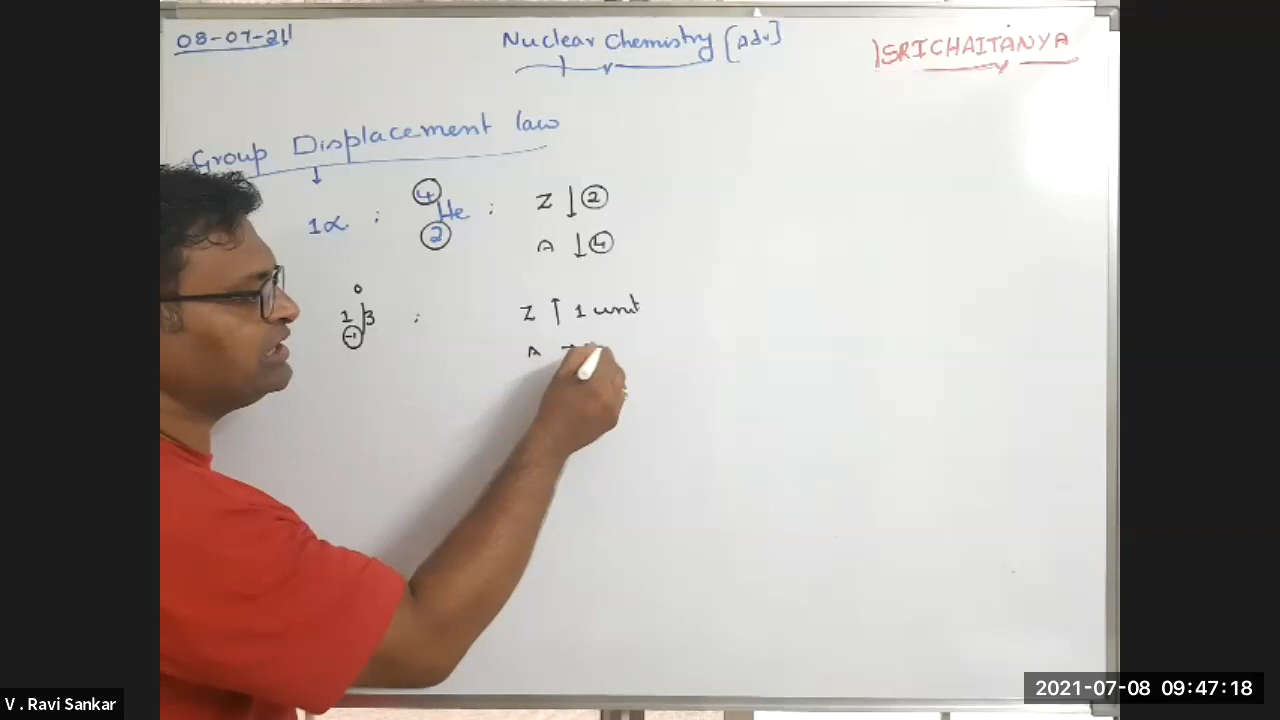 08-07-21
Nuclear Chemistry [Adv]
SRICHAITANYA
Group Displacement law
1α : 4 2 He : Z ↓ 2
A ↓ 4
1 0 -1 β : Z ↑ 1 unit
A
V . Ravi Sankar
2021-07-08 09:47:18